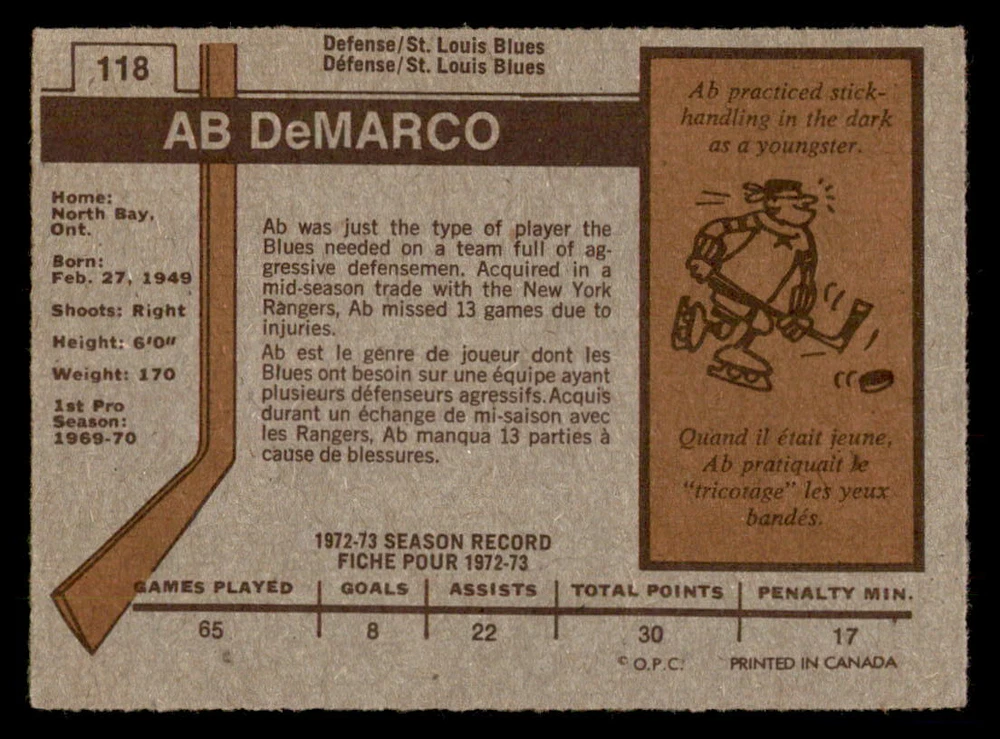 118
Defense/St. Louis Blues
Défense/St. Louis Blues
AB DeMARCO
Home:
North Bay,
Ont.
Born:
Feb. 27, 1949
Shoots: Right
Height: 6'0"
Weight: 170
1st Pro
Season:
1969-70
Ab was just the type of player the
Blues needed on a team full of ag-
gressive defensemen. Acquired in a
mid-season trade with the New York
Rangers, Ab missed 13 games due to
injuries.
Ab est le genre de joueur dont les
Blues ont besoin sur une équipe ayant
plusieurs défenseurs agressifs. Acquis
durant un échange de mi-saison avec
les Rangers, Ab manqua 13 parties à
cause de blessures.
Ab practiced stick-
handling in the dark
as a youngster.
Quand il était jeune,
Ab pratiquait le
"tricotage" les yeux
bandés.
1972-73 SEASON RECORD
FICHE POUR 1972-73
GAMES PLAYED GOALS ASSISTS TOTAL POINTS PENALTY MIN.
65 8 22 30 17
© O.P.C. PRINTED IN CANADA